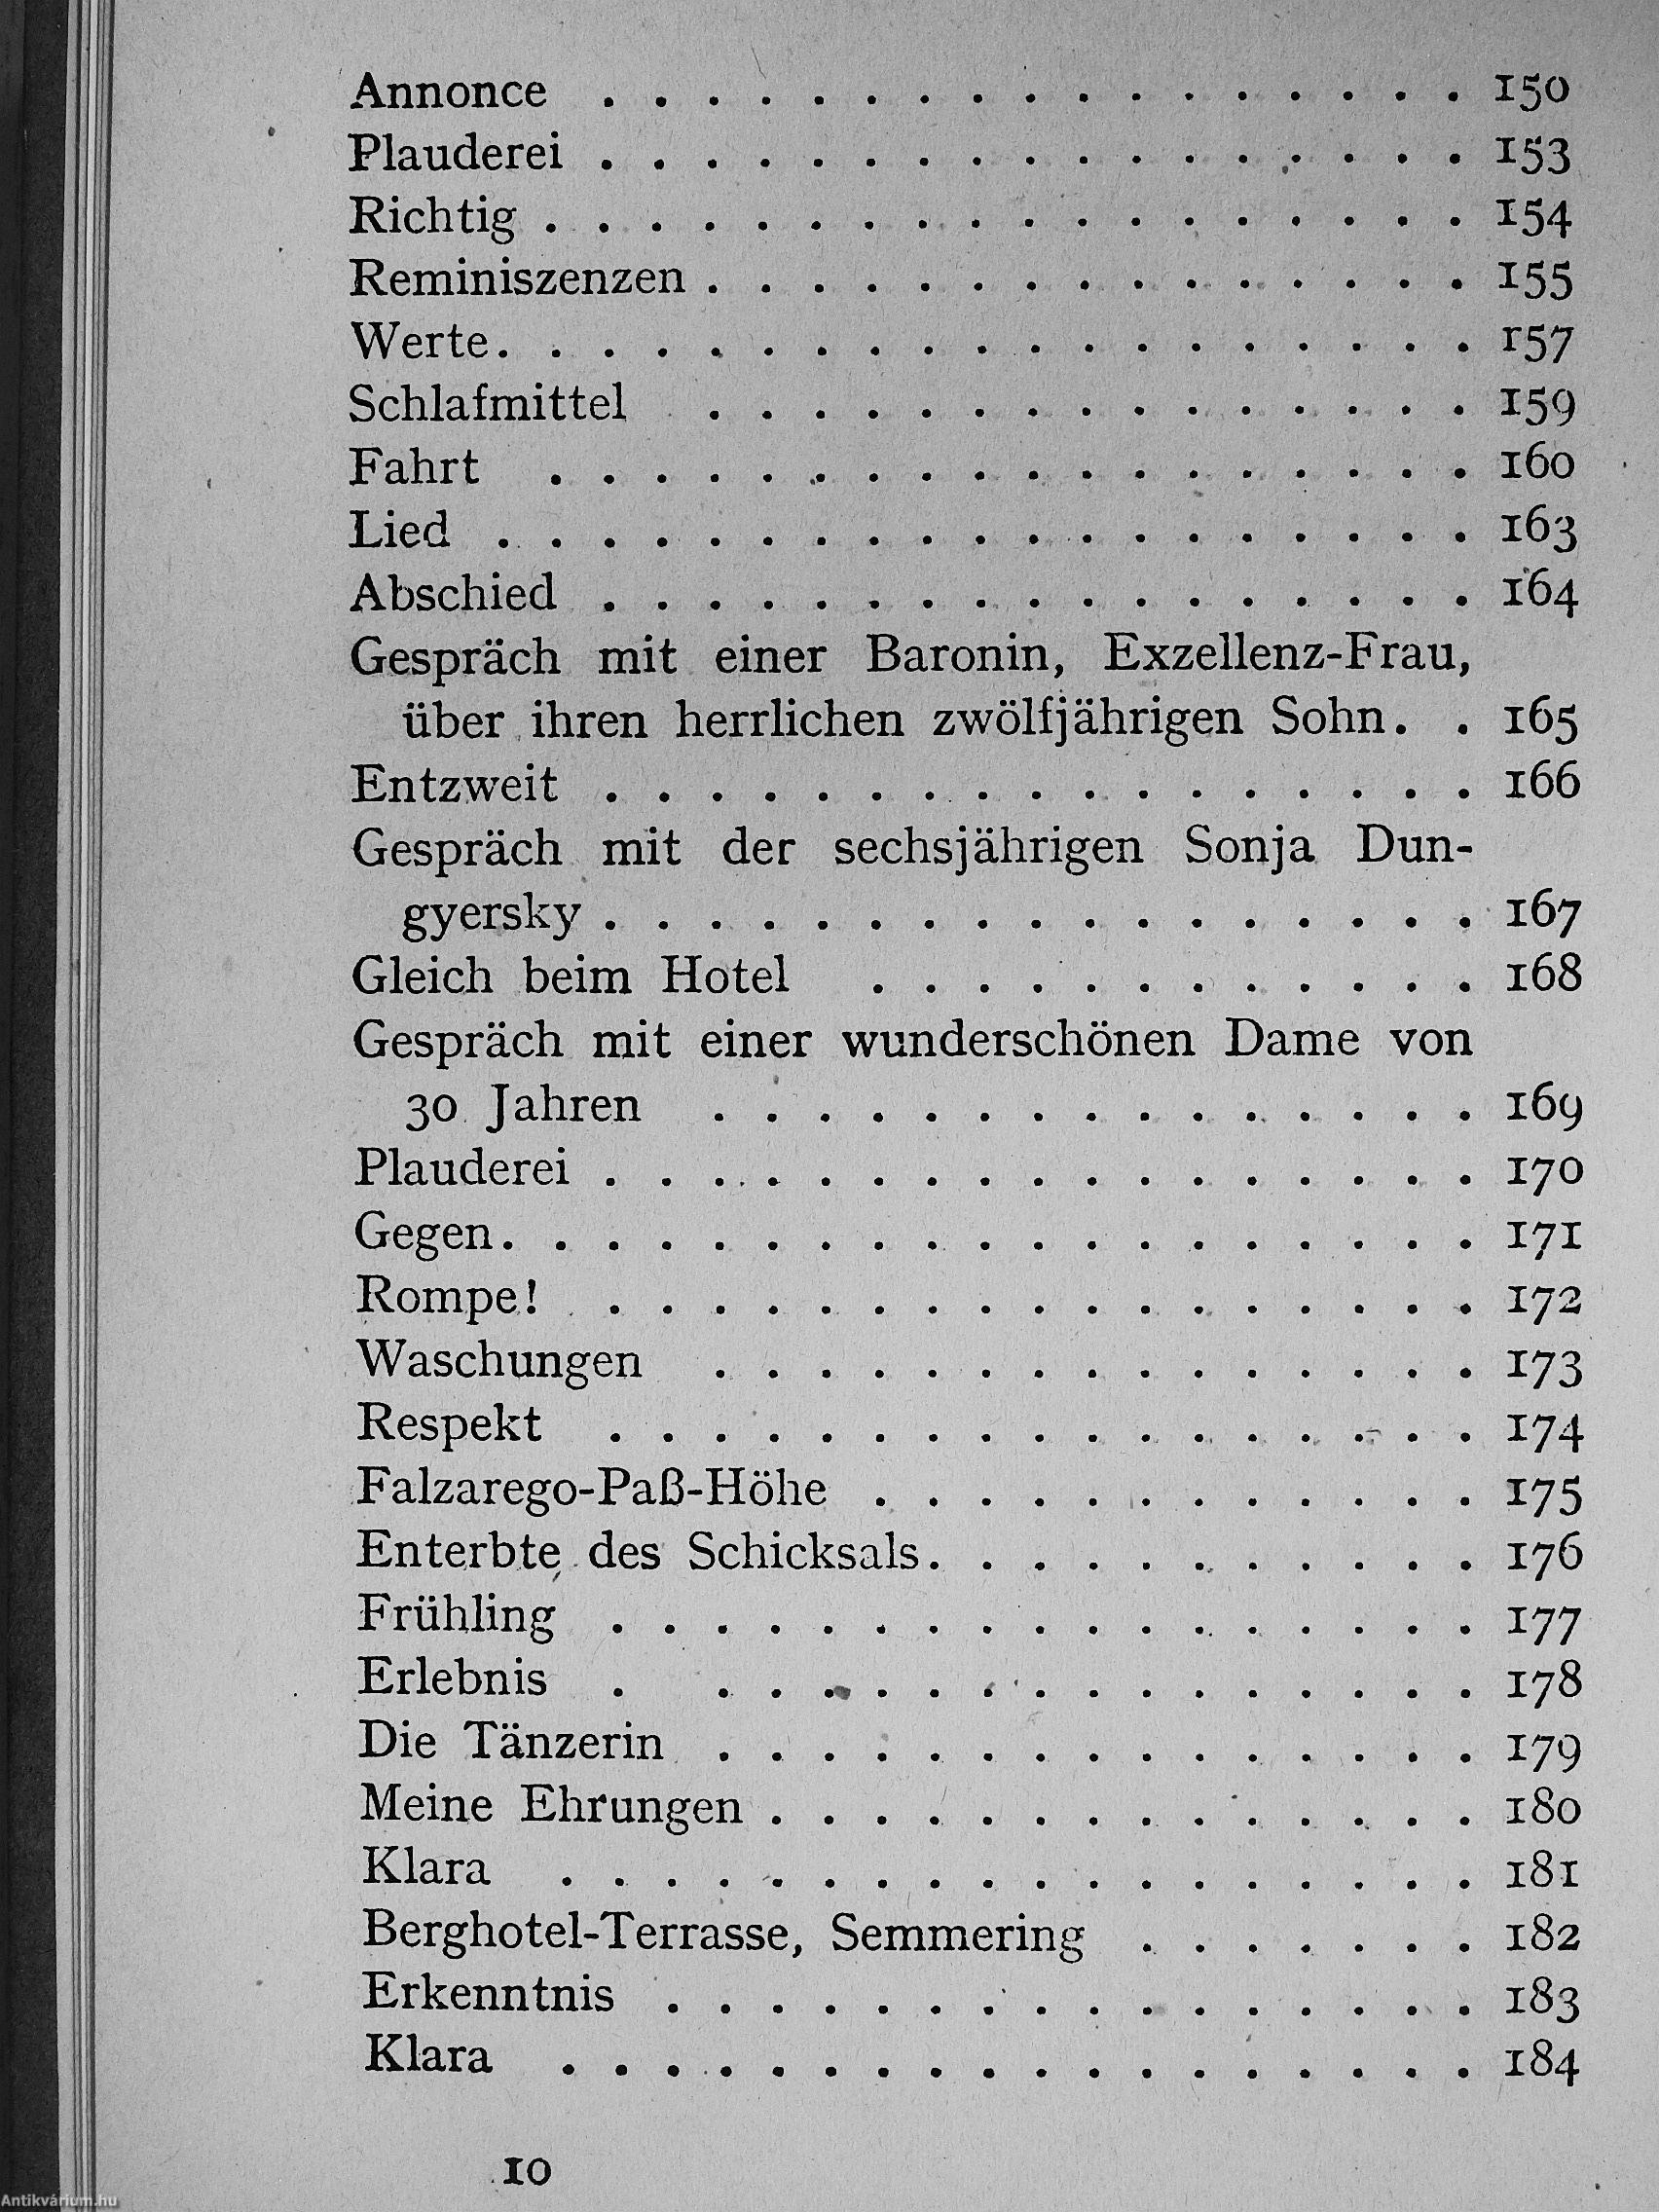 Annonce . . . . . . . . . . . . . . . . . 150
Plauderei . . . . . . . . . . . . . . . . . 153
Richtig . . . . . . . . . . . . . . . . . . 154
Reminiszenzen . . . . . . . . . . . . . . . 155
Werte . . . . . . . . . . . . . . . . . . . 157
Schlafmittel . . . . . . . . . . . . . . . 159
Fahrt . . . . . . . . . . . . . . . . . . 160
Lied . . . . . . . . . . . . . . . . . . . 163
Abschied . . . . . . . . . . . . . . . . . 164
Gespräch mit einer Baronin, Exzellenz-Frau,
über ihren herrlichen zwölfjährigen Sohn . . 165
Entzweit . . . . . . . . . . . . . . . . . 166
Gespräch mit der sechsjährigen Sonja Dun-
gyersky . . . . . . . . . . . . . . . . . 167
Gleich beim Hotel . . . . . . . . . . . . 168
Gespräch mit einer wunderschönen Dame von
30 Jahren . . . . . . . . . . . . . . . 169
Plauderei . . . . . . . . . . . . . . . . . 170
Gegen . . . . . . . . . . . . . . . . . . . 171
Rompe! . . . . . . . . . . . . . . . . . 172
Waschungen . . . . . . . . . . . . . . . 173
Respekt . . . . . . . . . . . . . . . . . 174
Falzarego-Paß-Höhe . . . . . . . . . . . . 175
Enterbte des Schicksals . . . . . . . . . . . 176
Frühling . . . . . . . . . . . . . . . . . 177
Erlebnis . . . . . . . . . . . . . . . . 178
Die Tänzerin . . . . . . . . . . . . . . . 179
Meine Ehrungen . . . . . . . . . . . . . . 180
Klara . . . . . . . . . . . . . . . . . . 181
Berghotel-Terrasse, Semmering . . . . . . . 182
Erkenntnis . . . . . . . . . . . . . . . . 183
Klara . . . . . . . . . . . . . . . . . . 184
10
Antikvárium.hu